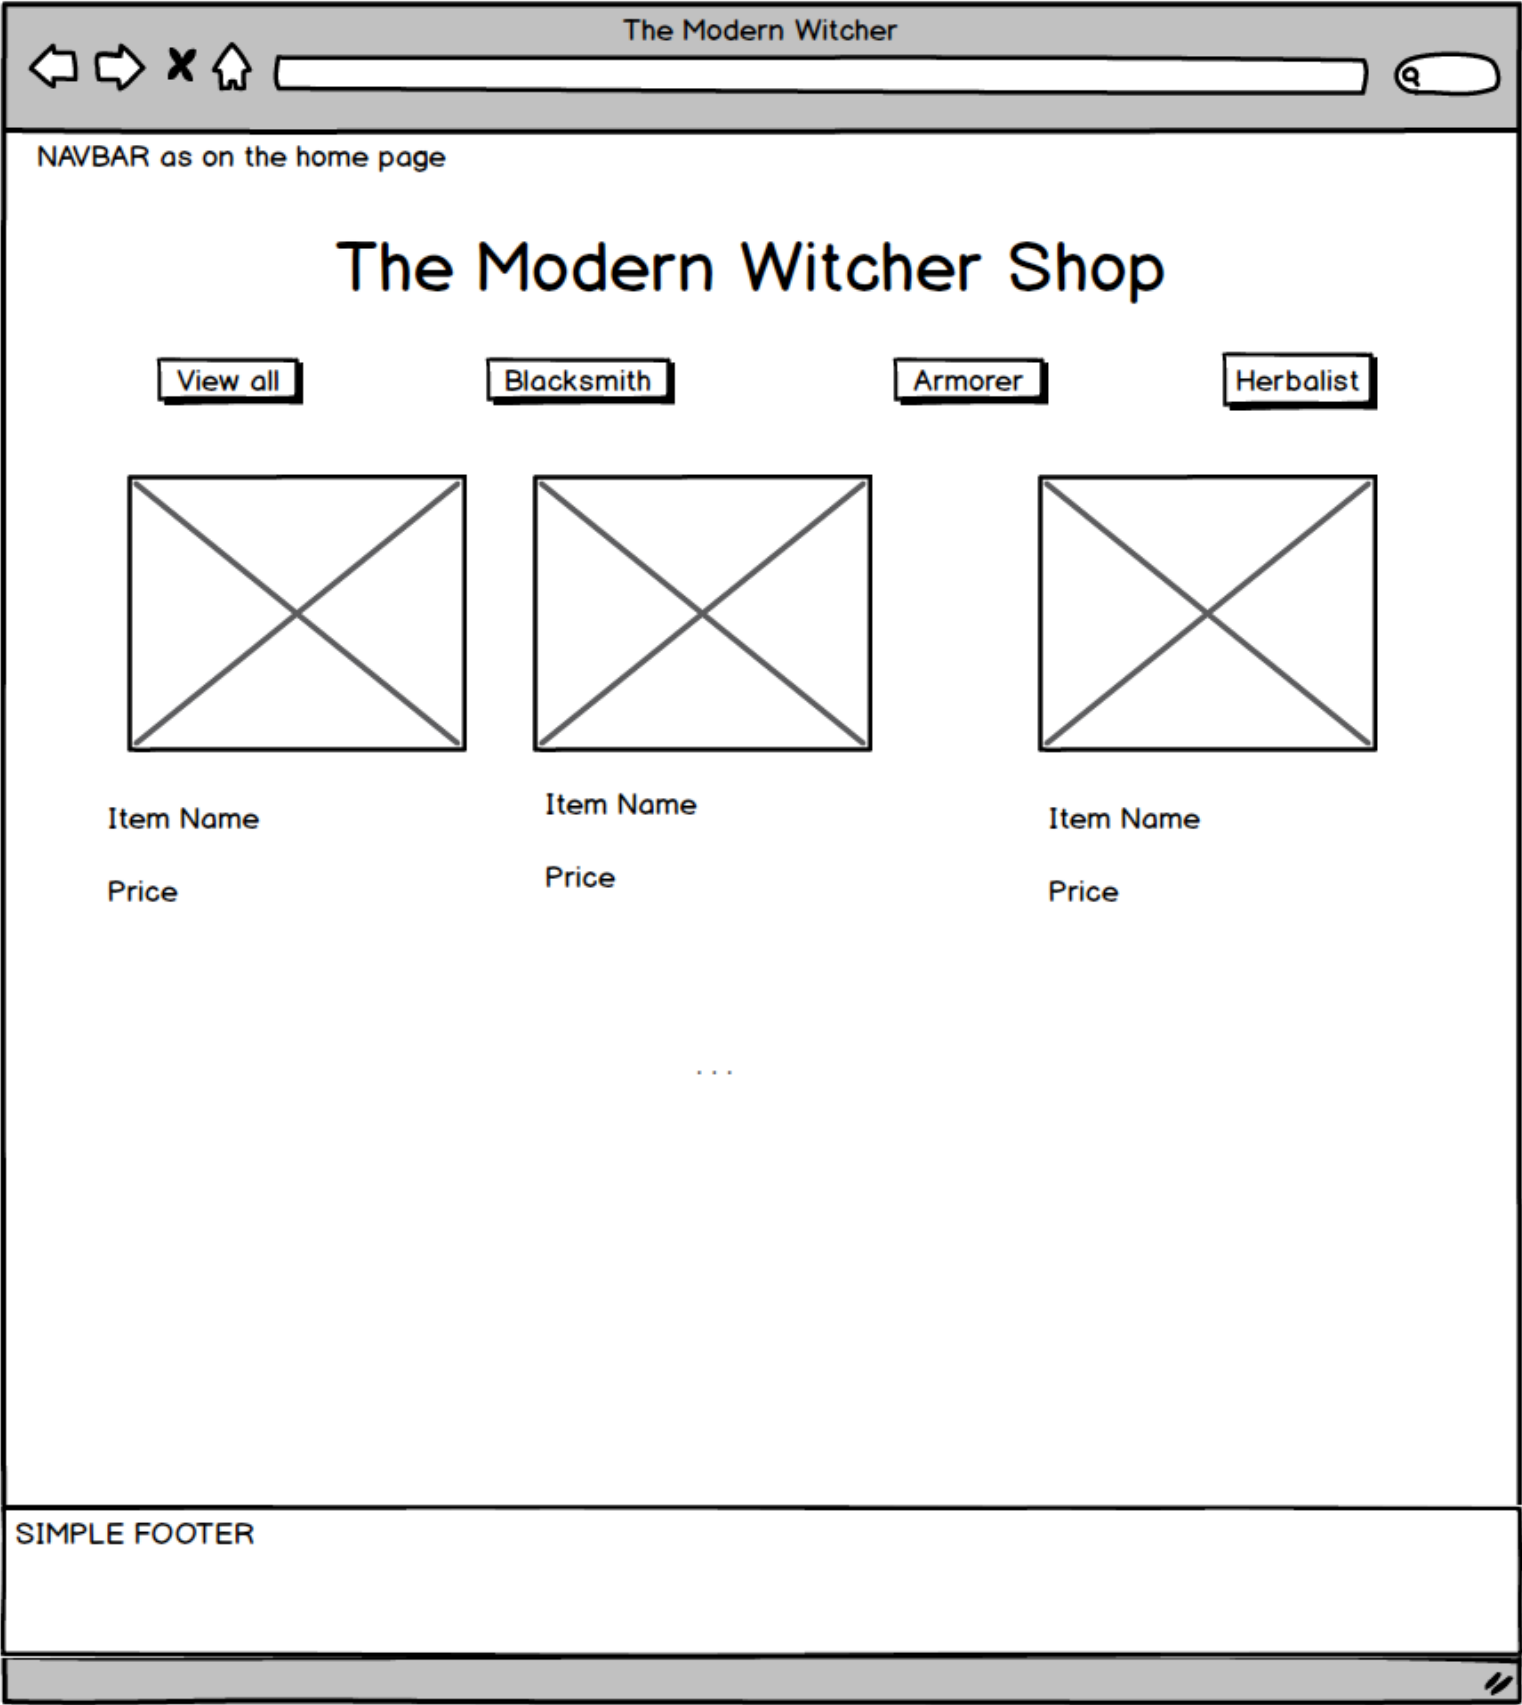 The Modern Witcher
NAVBAR as on the home page
The Modern Witcher Shop
View all Blacksmith Armorer Herbalist
Item Name Item Name Item Name
Price Price Price
...
SIMPLE FOOTER